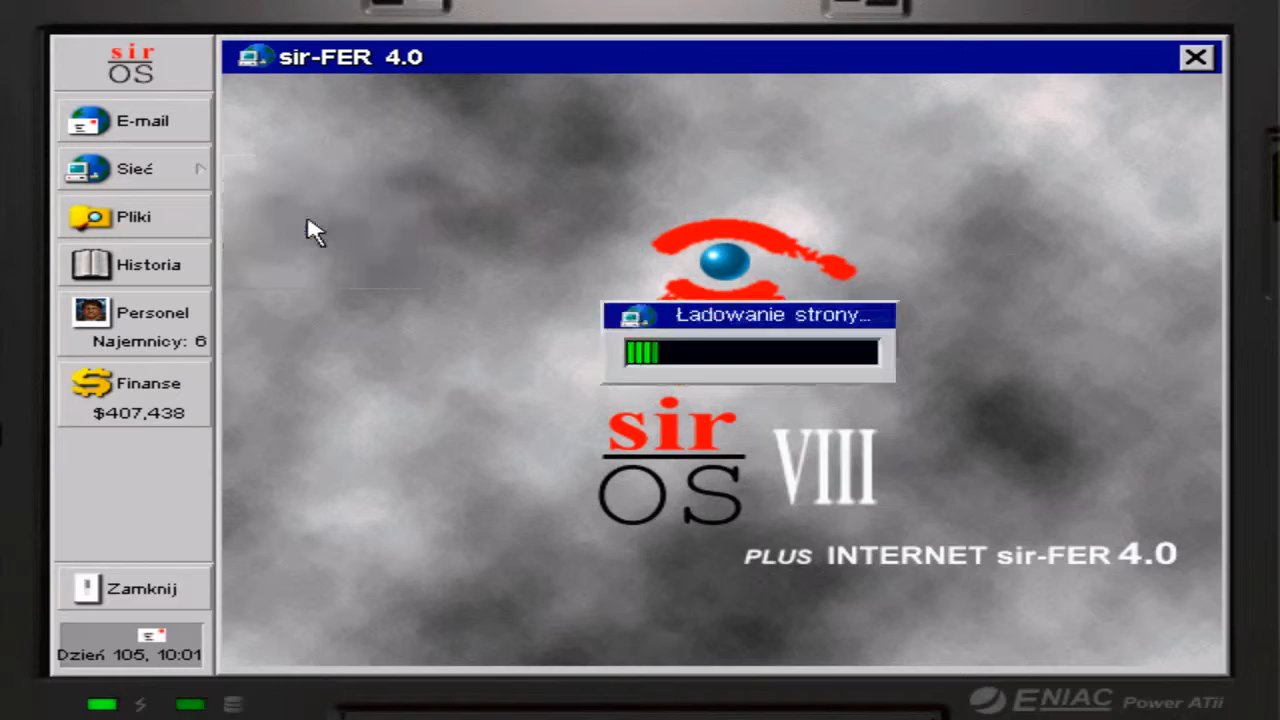 sir
OS
E-mail
Sieć
Pliki
Historia
Personel
Najemnicy: 6
Finanse
$407,438
Zamknij
Dzień 105, 10:01
sir-FER 4.0
Ładowanie strony...
sir
OS VIII
PLUS INTERNET sir-FER 4.0
ENIAC Power ATii